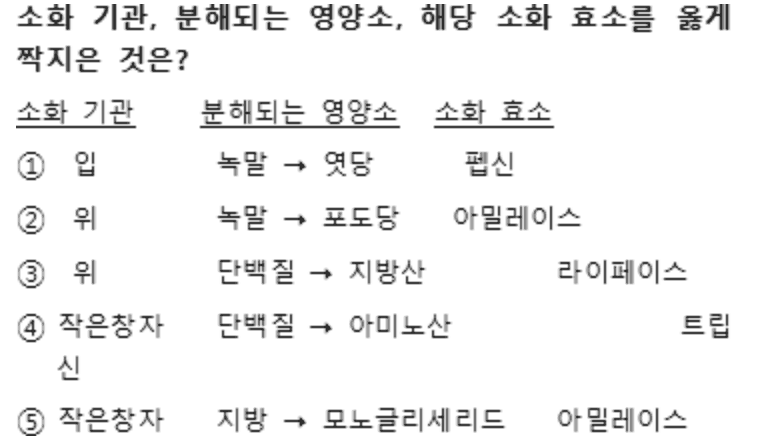 소화 기관, 분해되는 영양소, 해당 소화 효소를 옳게
짝지은 것은?
소화 기관 분해되는 영양소 소화 효소
① 입 녹말 → 엿당 펩신
② 위 녹말 → 포도당 아밀레이스
③ 위 단백질 → 지방산 라이페이스
④ 작은창자 단백질 → 아미노산 트립
신
⑤ 작은창자 지방 → 모노글리세리드 아밀레이스